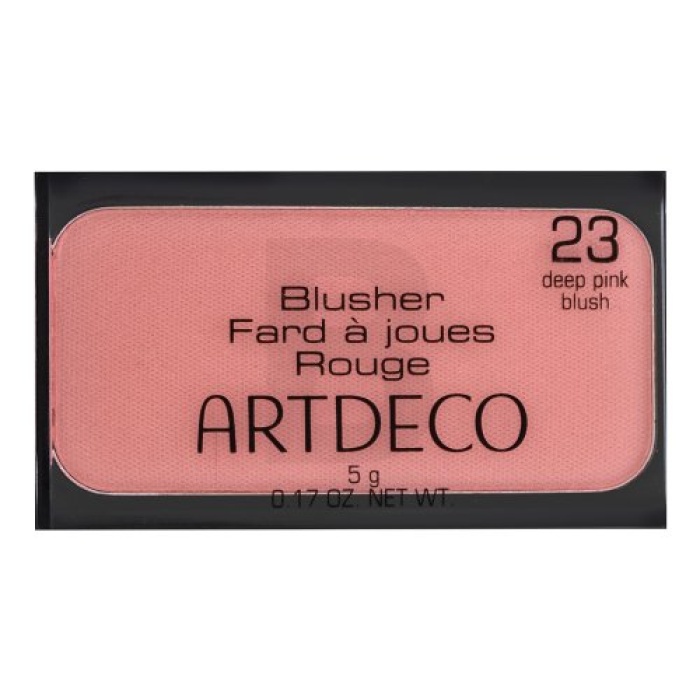 23
deep pink
blush
Blusher
Fard à joues
Rouge
ARTDECO
5 g
0.17 OZ. NET WT.